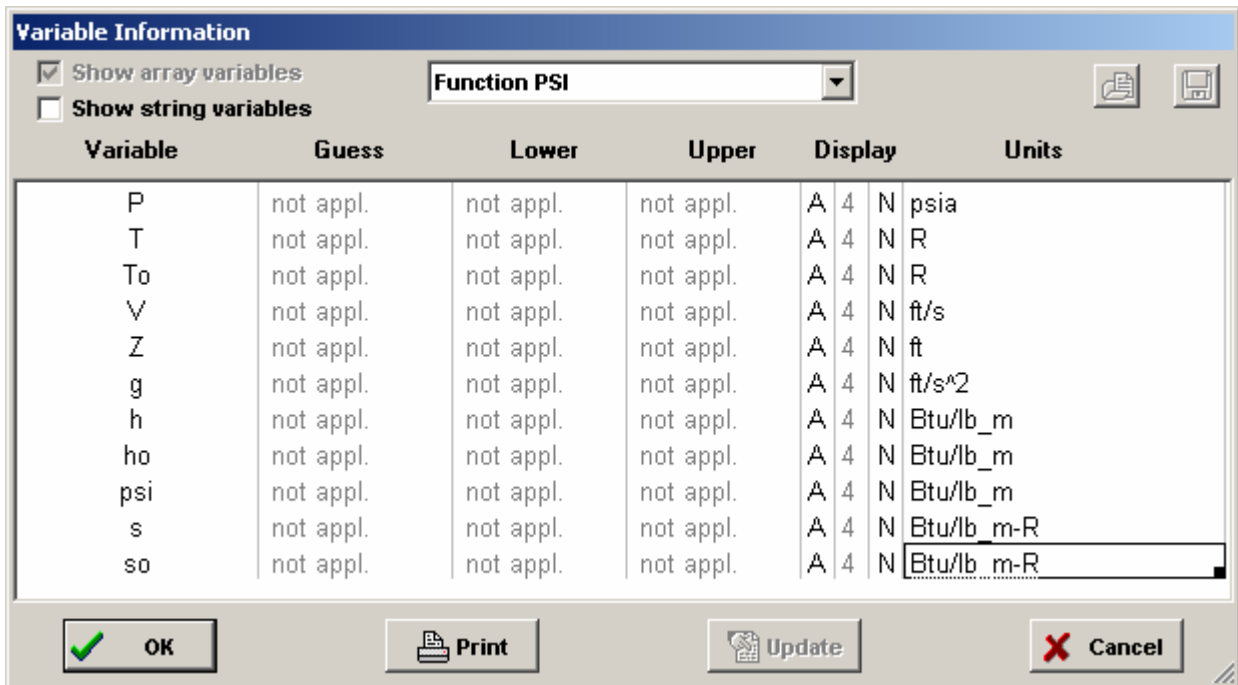 Variable Information
Show array variables
Function PSI
Show string variables
Variable Guess Lower Upper Display Units
P not appl. not appl. not appl. A 4 N psia
T not appl. not appl. not appl. A 4 N R
To not appl. not appl. not appl. A 4 N R
V not appl. not appl. not appl. A 4 N ft/s
Z not appl. not appl. not appl. A 4 N ft
g not appl. not appl. not appl. A 4 N ft/s^2
h not appl. not appl. not appl. A 4 N Btu/lb_m
ho not appl. not appl. not appl. A 4 N Btu/lb_m
psi not appl. not appl. not appl. A 4 N Btu/lb_m
s not appl. not appl. not appl. A 4 N Btu/lb_m-R
so not appl. not appl. not appl. A 4 N Btu/lb_m-R
OK Print Update Cancel